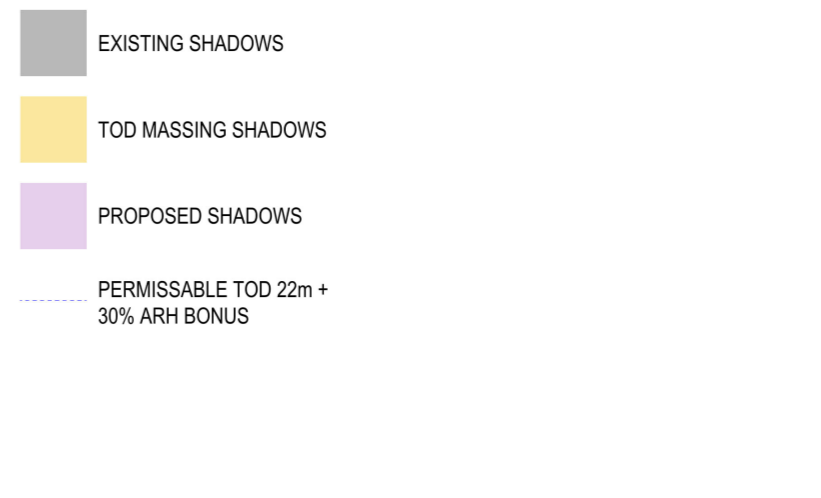 EXISTING SHADOWS
TOD MASSING SHADOWS
PROPOSED SHADOWS
PERMISSABLE TOD 22m +
30% ARH BONUS